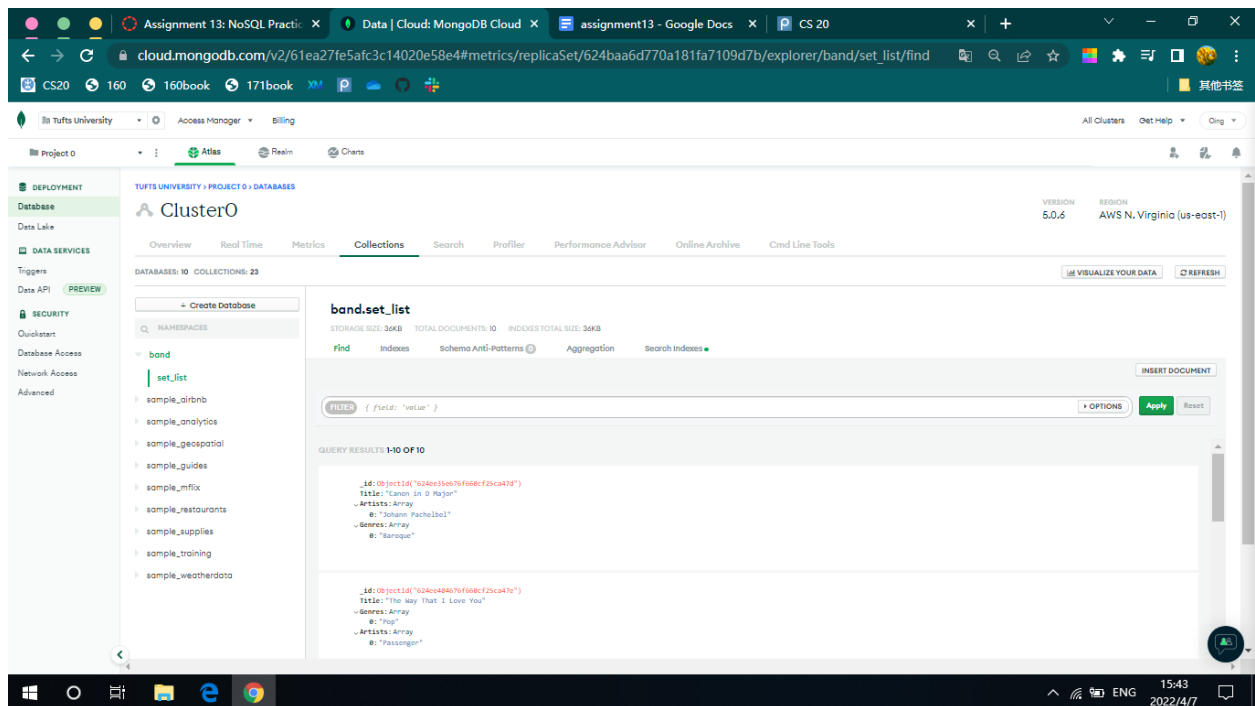 Assignment 13: NoSQL Practic
Data | Cloud: MongoDB Cloud
assignment13 - Google Docs
CS 20
cloud.mongodb.com/v2/61ea27fe5afc3c14020e58e4#metrics/replicaSet/624baa6d770a181fa7109d7b/explorer/band/set_list/find
CS20 160 160book 171book XM 其他书签
Tufts University Access Manager Billing All Clusters Get Help Qing
Project 0 Atlas Realm Charts
DEPLOYMENT
Database
Data Lake
DATA SERVICES
Triggers
Data API PREVIEW
SECURITY
Quickstart
Database Access
Network Access
Advanced
TUFTS UNIVERSITY > PROJECT 0 > DATABASES
Cluster0
VERSION
5.0.6
REGION
AWS N. Virginia (us-east-1)
Overview Real Time Metrics Collections Search Profiler Performance Advisor Online Archive Cmd Line Tools
DATABASES: 10 COLLECTIONS: 23
VISUALIZE YOUR DATA REFRESH
+ Create Database
NAMESPACES
band
set_list
sample_airbnb
sample_analytics
sample_geospatial
sample_guides
sample_mflix
sample_restaurants
sample_supplies
sample_training
sample_weatherdata
band.set_list
STORAGE SIZE: 36KB TOTAL DOCUMENTS: 10 INDEXES TOTAL SIZE: 36KB
Find Indexes Schema Anti-Patterns 0 Aggregation Search Indexes
INSERT DOCUMENT
FILTER { field: 'value' } OPTIONS Apply Reset
QUERY RESULTS 1-10 OF 10
_id: ObjectId("624ee35e676f668cf25ca47d")
Title: "Canon in D Major"
Artists: Array
0: "Johann Pachelbel"
Genres: Array
0: "Baroque"
_id: ObjectId("624ee484676f668cf25ca47e")
Title: "The Way That I Love You"
Genres: Array
0: "Pop"
Artists: Array
0: "Passenger"
ENG
15:43
2022/4/7